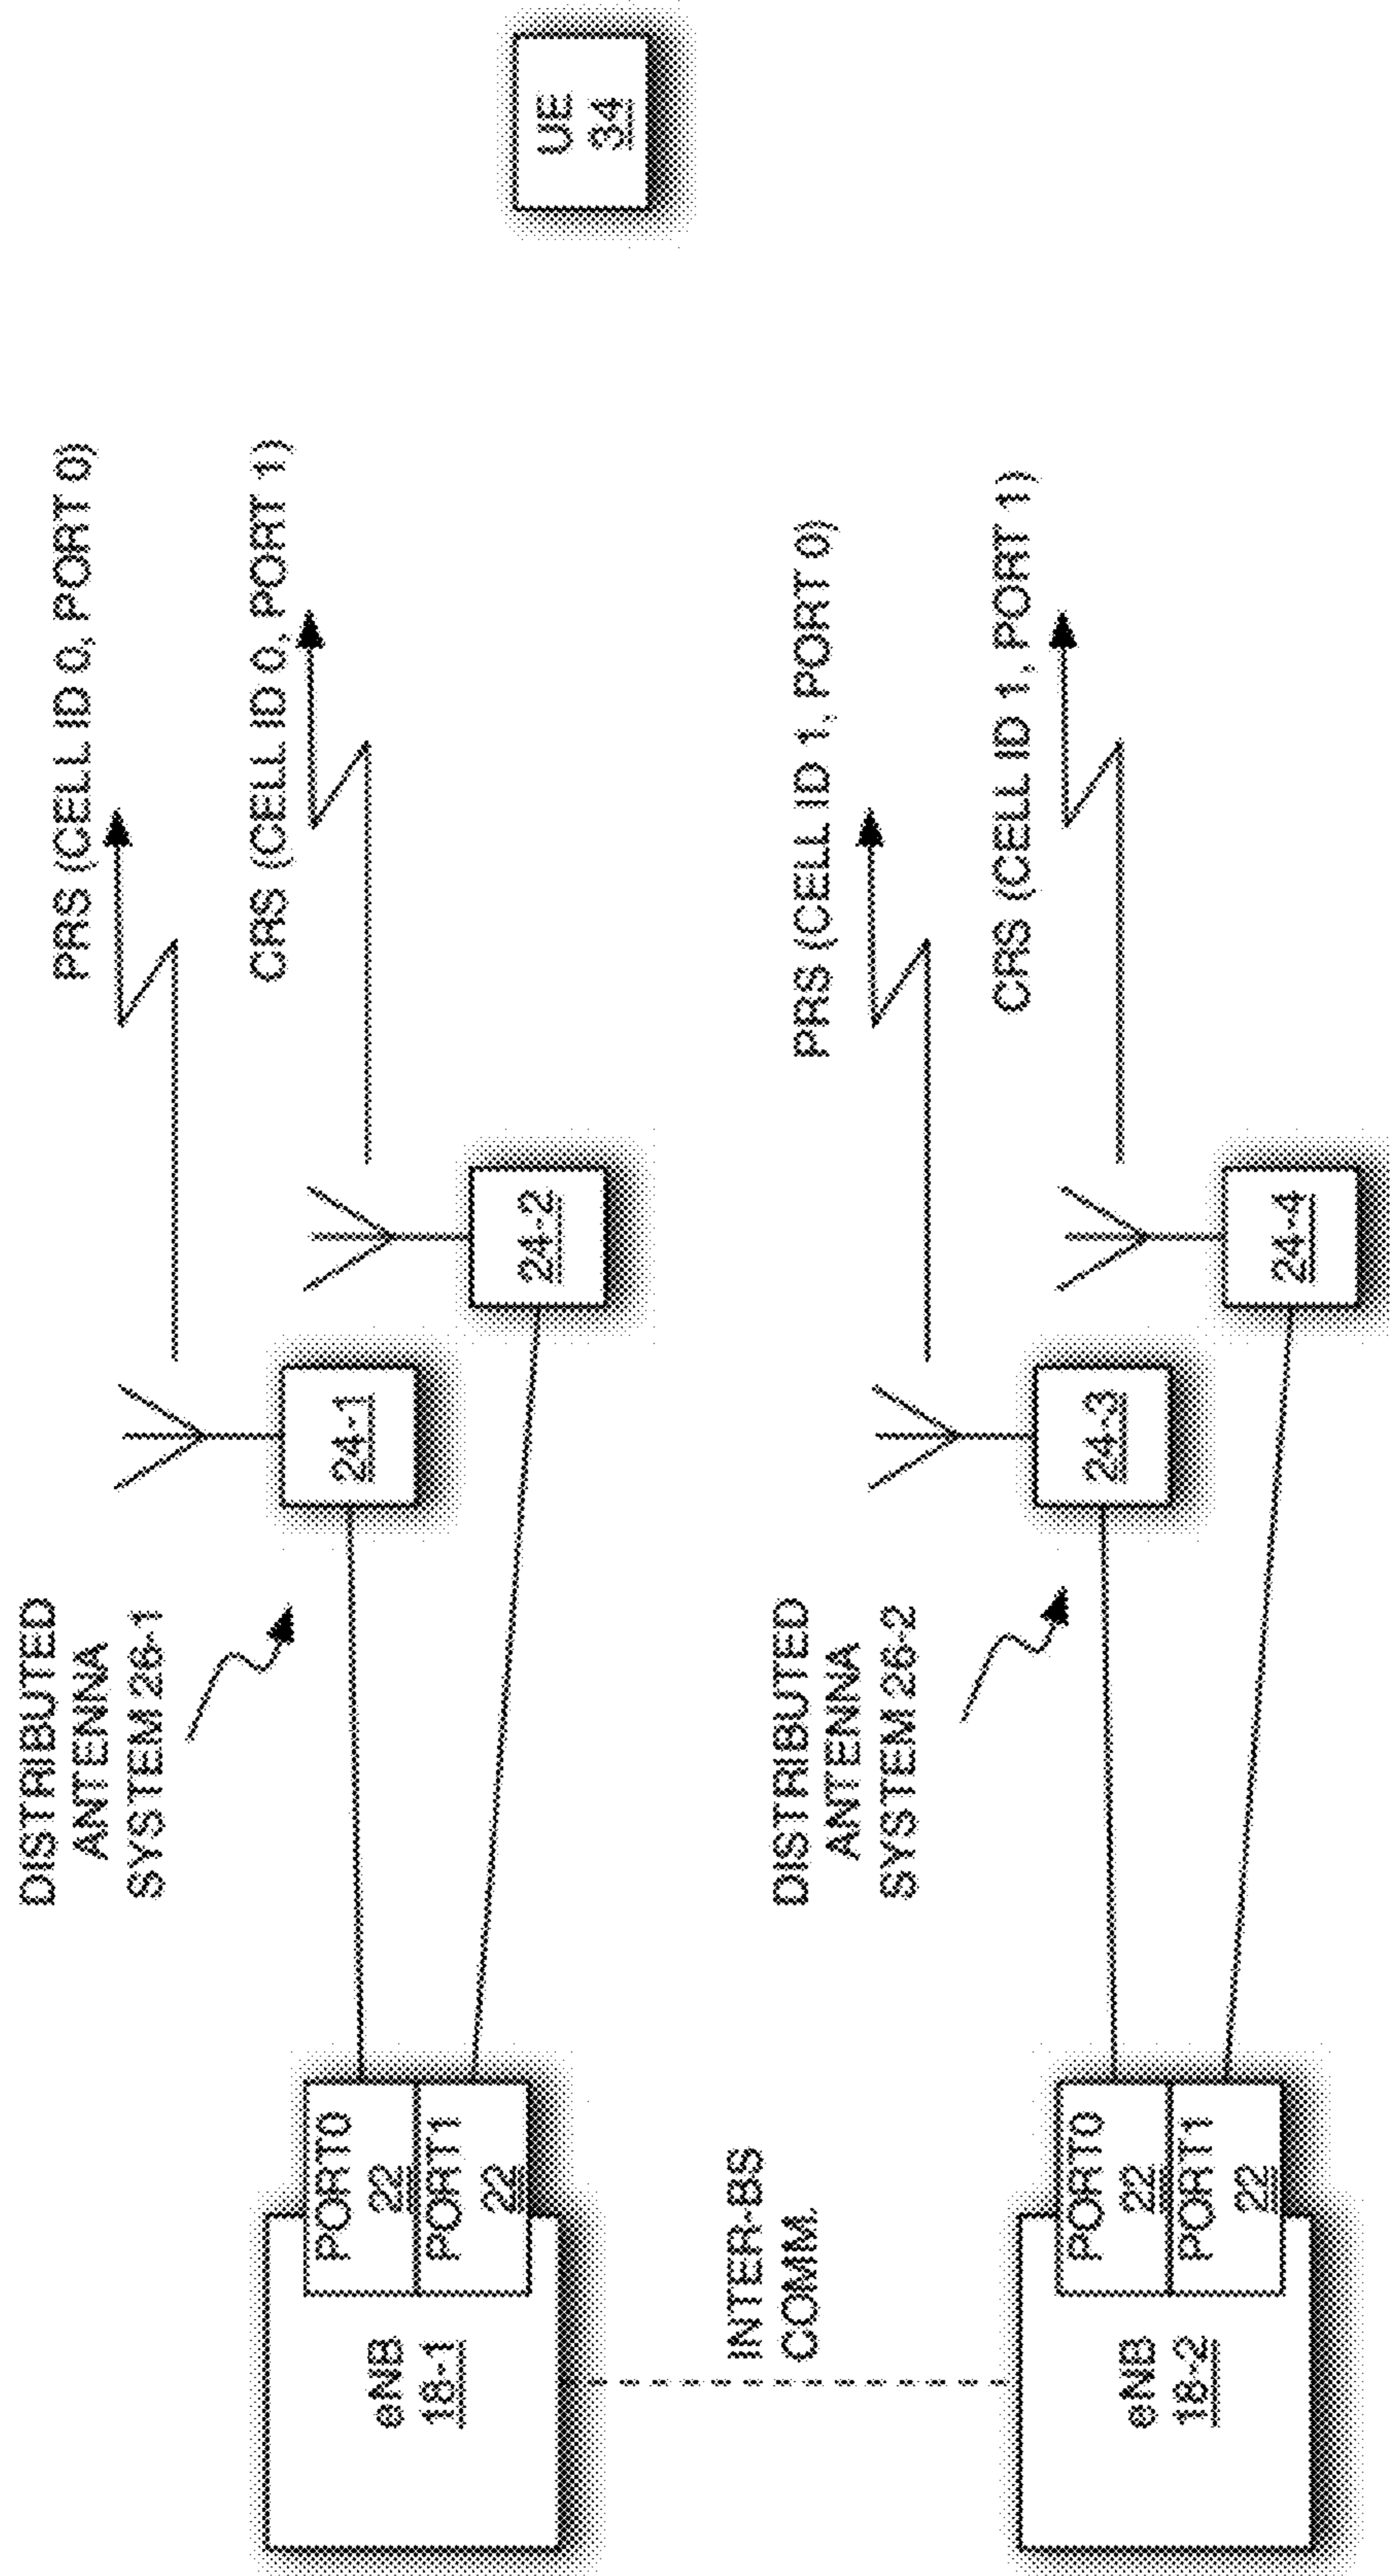 DISTRIBUTED
ANTENNA
SYSTEM 26-1
PRS (CELL ID 0, PORT 0)
CRS (CELL ID 0, PORT 1)
eNB
18-1
PORT0
22
PORT1
22
24-1
24-2
UE
34
INTER-BS
COMM.
DISTRIBUTED
ANTENNA
SYSTEM 26-2
PRS (CELL ID 1, PORT 0)
CRS (CELL ID 1, PORT 1)
eNB
18-2
PORT0
22
PORT1
22
24-3
24-4